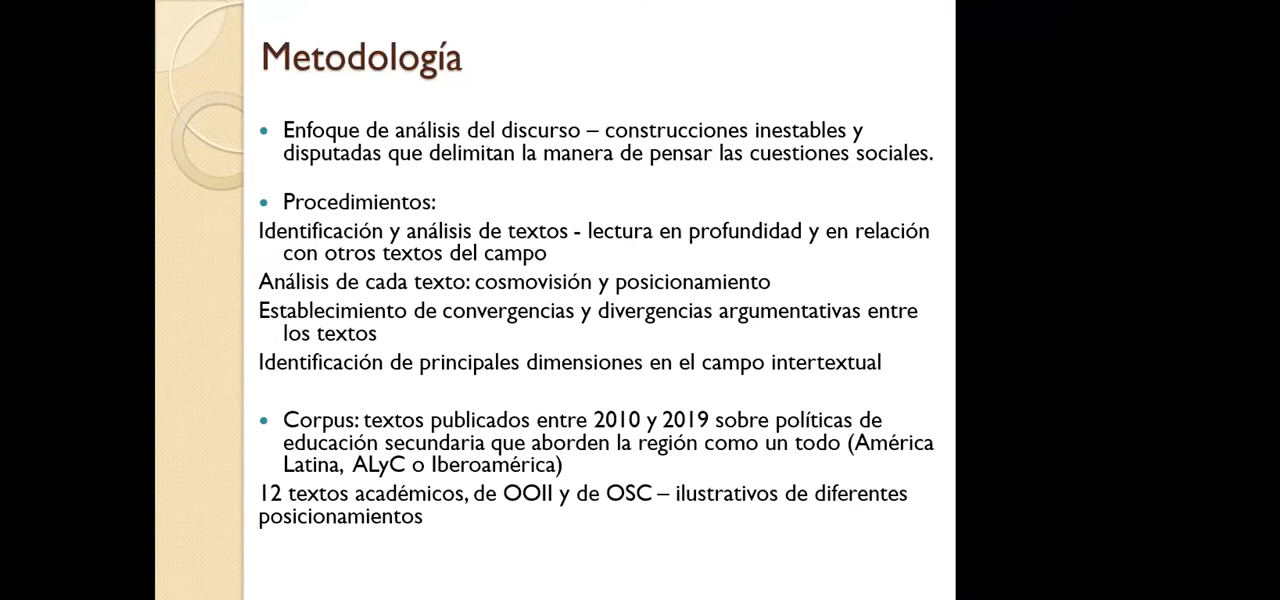 Metodología
• Enfoque de análisis del discurso – construcciones inestables y
disputadas que delimitan la manera de pensar las cuestiones sociales.
• Procedimientos:
Identificación y análisis de textos - lectura en profundidad y en relación
con otros textos del campo
Análisis de cada texto: cosmovisión y posicionamiento
Establecimiento de convergencias y divergencias argumentativas entre
los textos
Identificación de principales dimensiones en el campo intertextual
• Corpus: textos publicados entre 2010 y 2019 sobre políticas de
educación secundaria que aborden la región como un todo (América
Latina, ALyC o Iberoamérica)
12 textos académicos, de OOII y de OSC – ilustrativos de diferentes
posicionamientos